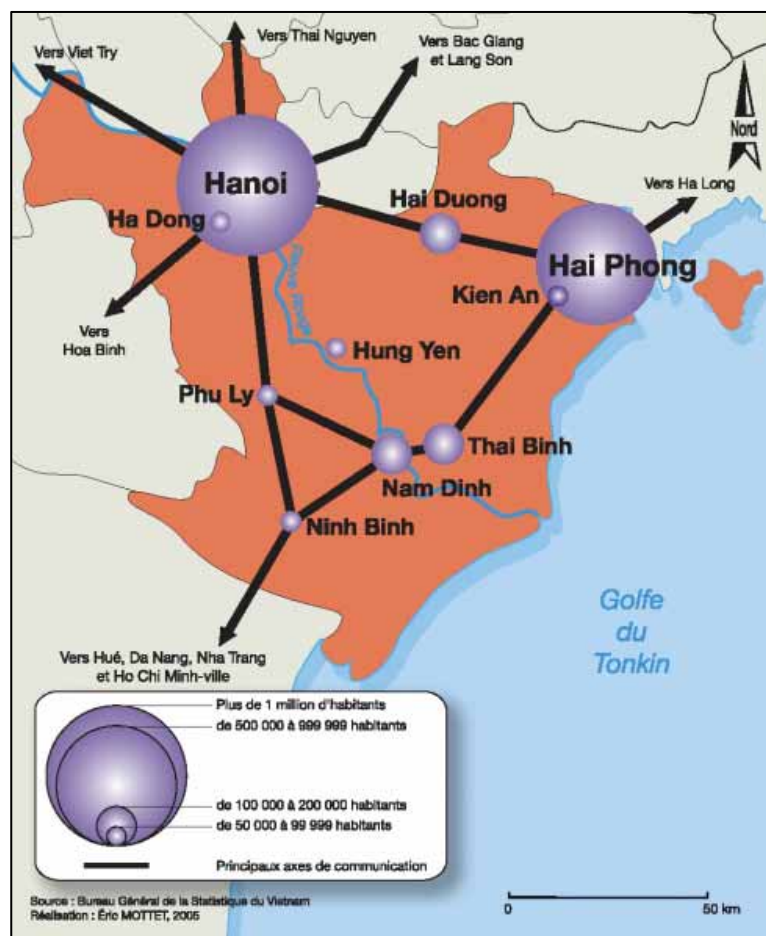 Vers Thai Nguyen
Vers Viet Try
Vers Bac Giang
et Lang Son
Nord
Hanoi
Vers Ha Long
Hai Duong
Ha Dong
Hai Phong
Fleuve Rouge
Kien An
Vers
Hoa Binh
Hung Yen
Phu Ly
Thai Binh
Nam Dinh
Ninh Binh
Golfe
du
Tonkin
Vers Hué, Da Nang, Nha Trang
et Ho Chi Minh-ville
Plus de 1 million d'habitants
de 500 000 à 999 999 habitants
de 100 000 à 200 000 habitants
de 50 000 à 99 999 habitants
Principaux axes de communication
Source : Bureau Général de la Statistique du Vietnam
Réalisation : Éric MOTTET, 2005
0 50 km